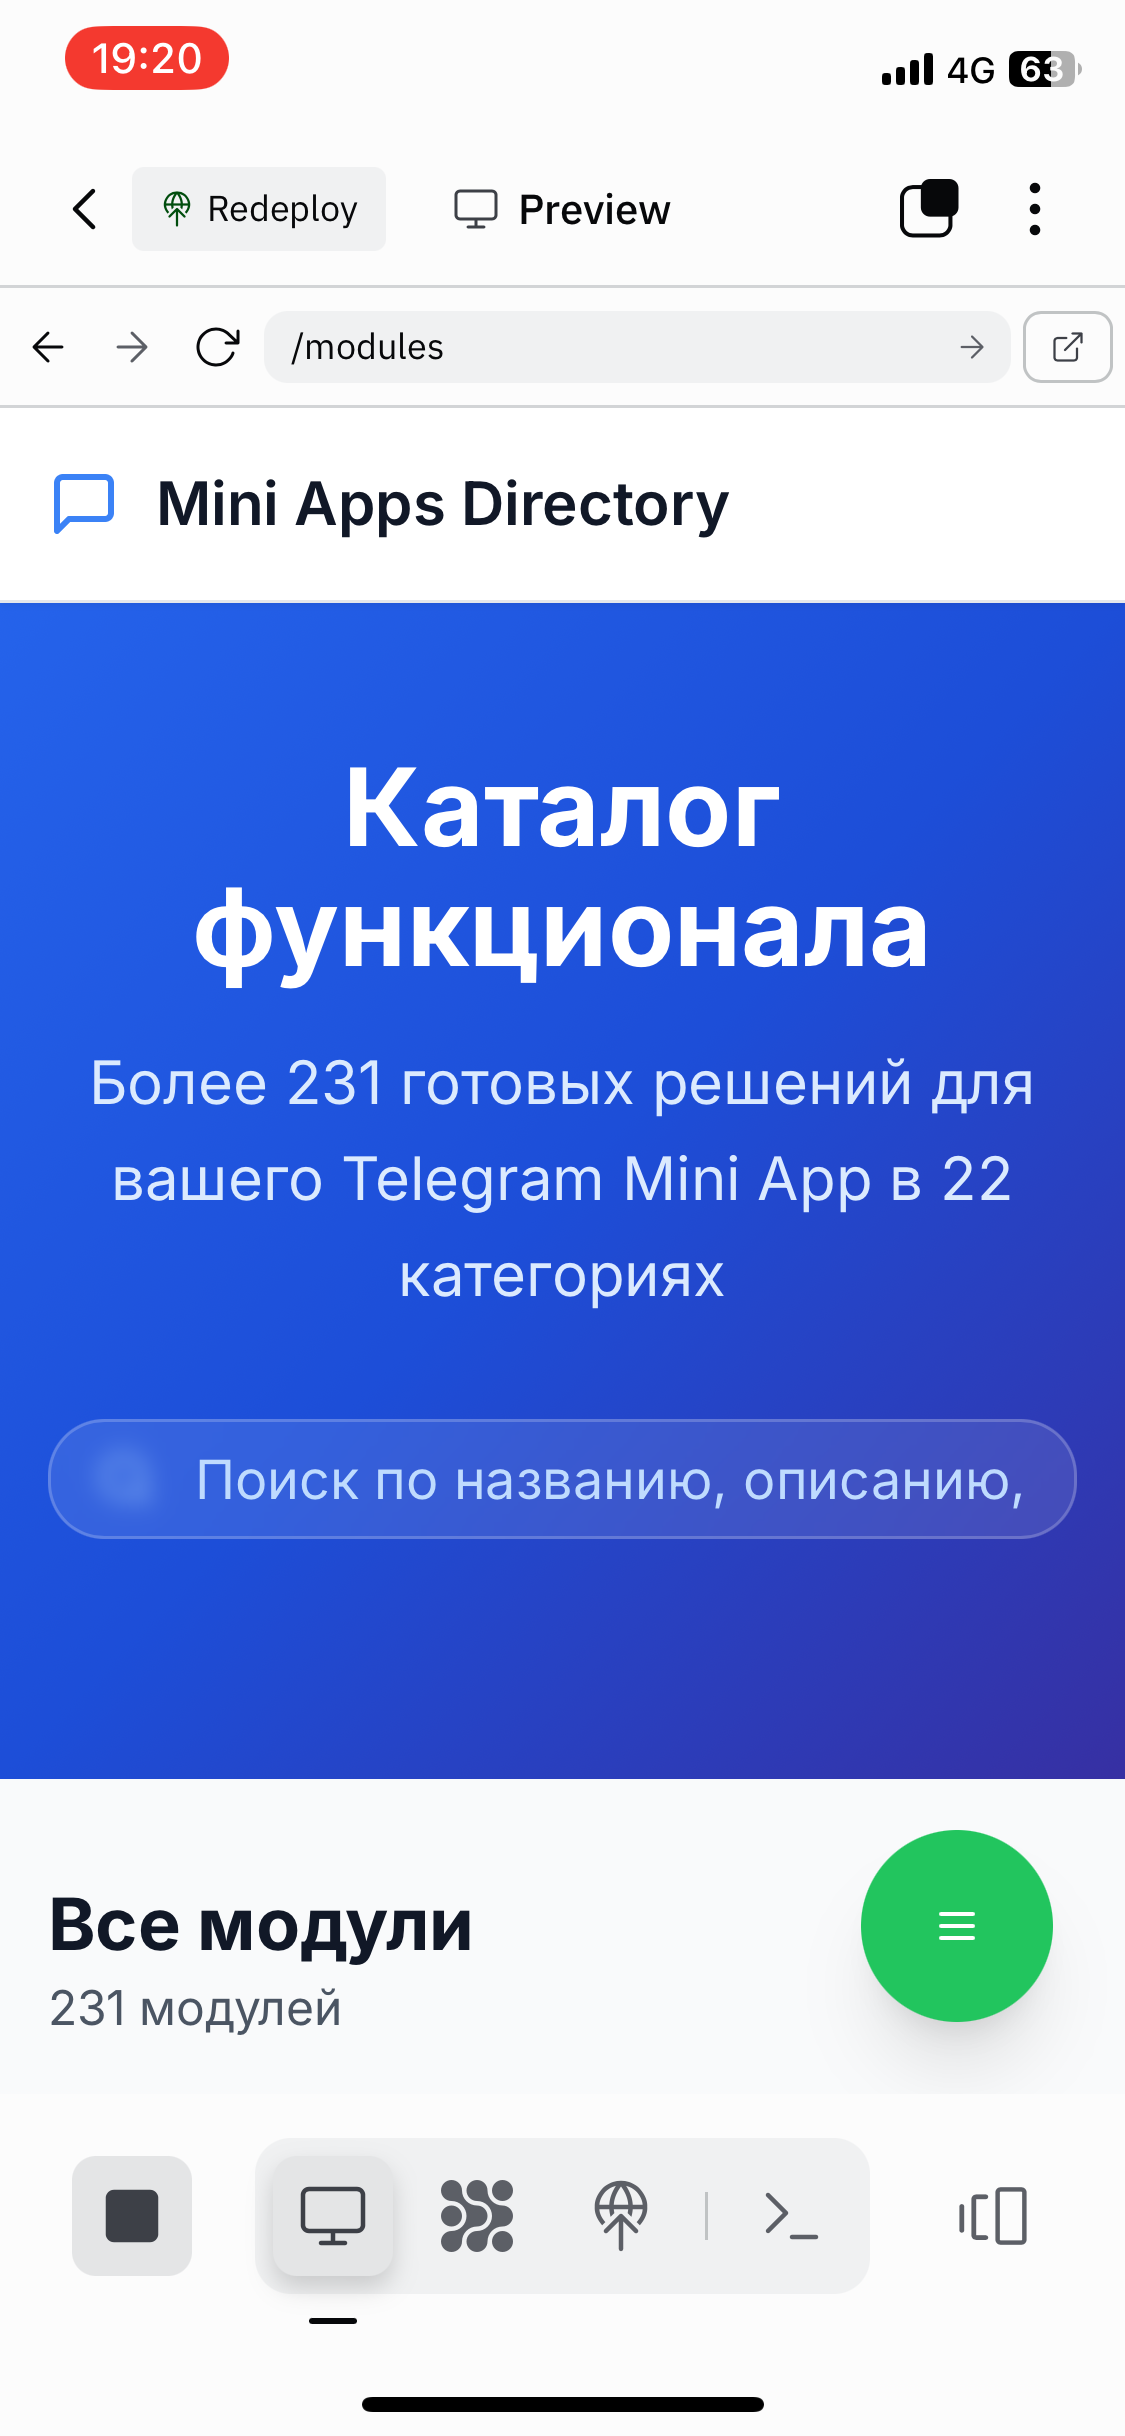 19:20
4G 63
Redeploy
Preview
/modules
Mini Apps Directory
Каталог
функционала
Более 231 готовых решений для
вашего Telegram Mini App в 22
категориях
Поиск по названию, описанию,
Все модули
231 модулей